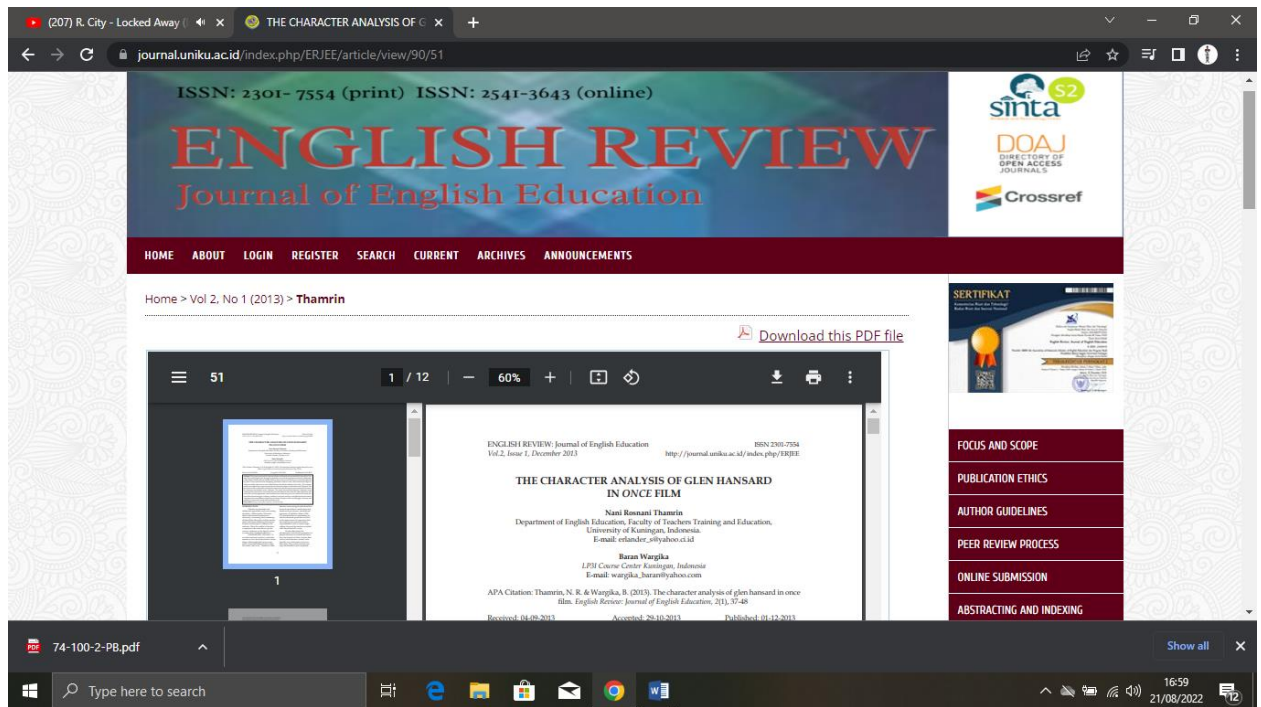 (207) R. City - Locked Away (
THE CHARACTER ANALYSIS OF G
journal.uniku.ac.id/index.php/ERJEE/article/view/90/51
ISSN: 2301- 7554 (print) ISSN: 2541-3643 (online)
ENGLISH REVIEW
Journal of English Education
sinta S2
DOAJ
DIRECTORY OF
OPEN ACCESS
JOURNALS
Crossref
HOME ABOUT LOGIN REGISTER SEARCH CURRENT ARCHIVES ANNOUNCEMENTS
Home > Vol 2, No 1 (2013) > Thamrin
Download this PDF file
SERTIFIKAT
51 / 12 60%
1
ENGLISH REVIEW: Journal of English Education ISSN 2301-7554
Vol.2, Issue 1, December 2013 http://journal.uniku.ac.id/index.php/ERJEE
THE CHARACTER ANALYSIS OF GLEN HANSARD
IN ONCE FILM
Nani Rosnani Thamrin
Department of English Education, Faculty of Teachers Training and Education,
University of Kuningan, Indonesia.
E-mail: erlander_s@yahoo.ci.id
Baran Wargika
LP3I Course Center Kuningan, Indonesia
E-mail: wargika_baran@yahoo.com
APA Citation: Thamrin, N. R. & Wargika, B. (2013). The character analysis of glen hansard in once
film. English Review: Journal of English Education, 2(1), 37-48
Received: 04-09-2013 Accepted: 29-10-2013 Published: 01-12-2013
FOCUS AND SCOPE
PUBLICATION ETHICS
AUTHOR GUIDELINES
PEER REVIEW PROCESS
ONLINE SUBMISSION
ABSTRACTING AND INDEXING
74-100-2-PB.pdf
Show all
Type here to search
16:59
21/08/2022
12